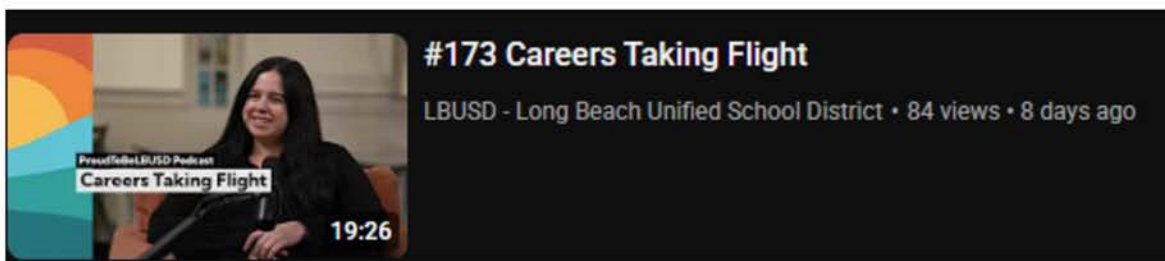 #173 Careers Taking Flight
LBUSD - Long Beach Unified School District • 84 views • 8 days ago
ProudToBeLBUSD Podcast
Careers Taking Flight
19:26